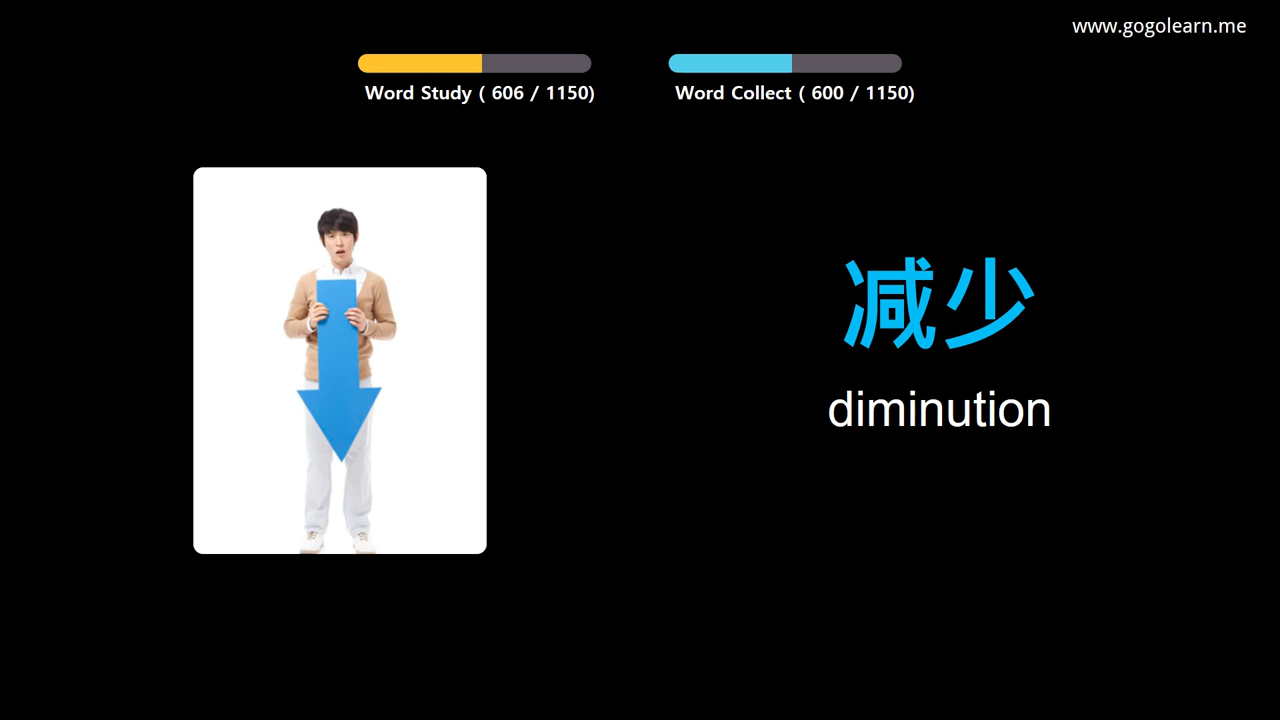 www.gogolearn.me
Word Study ( 606 / 1150)
Word Collect ( 600 / 1150)
减少
diminution